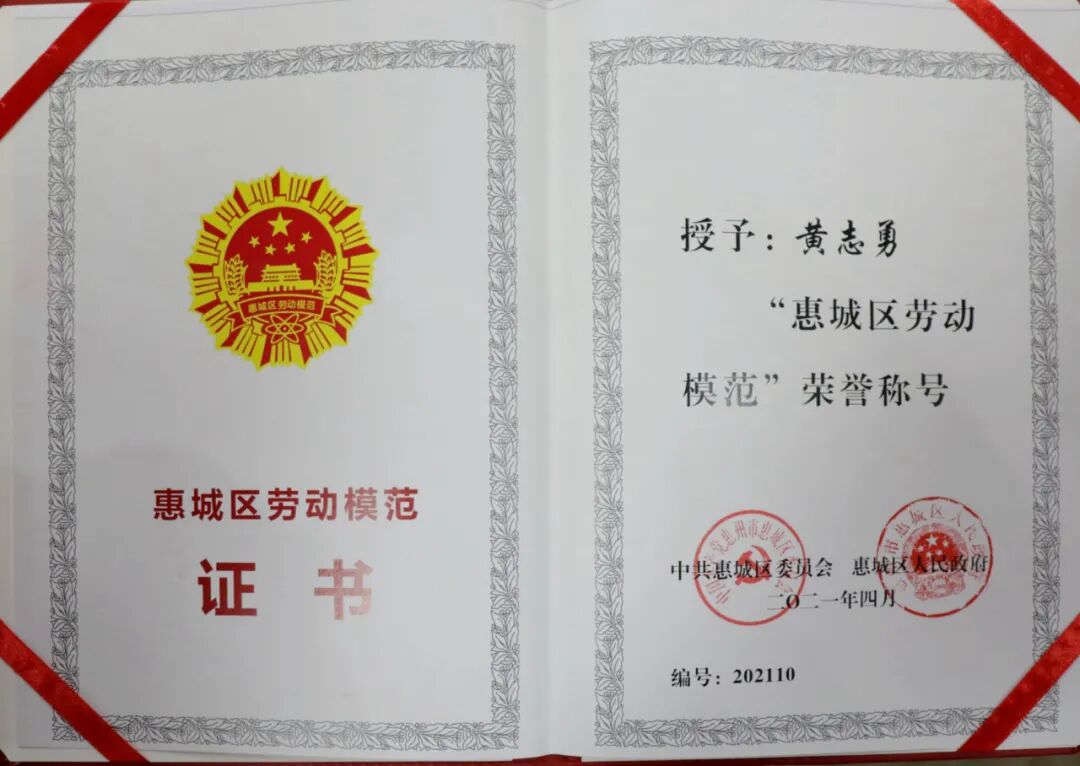 惠城区劳动模范
惠城区劳动模范
证书
授予：黄志勇
“惠城区劳动
模范”荣誉称号
中共惠城区委员会 惠城区人民政府
二〇二一年四月
编号：202110